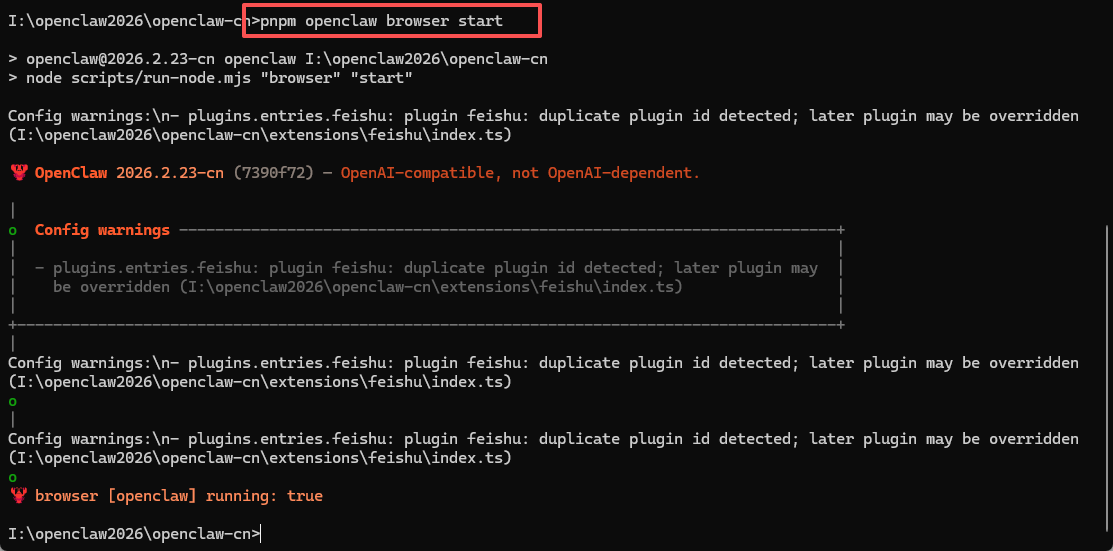 I:\openclaw2026\openclaw-cn>pnpm openclaw browser start
> openclaw@2026.2.23-cn openclaw I:\openclaw2026\openclaw-cn
> node scripts/run-node.mjs "browser" "start"
Config warnings:\n- plugins.entries.feishu: plugin feishu: duplicate plugin id detected; later plugin may be overridden
(I:\openclaw2026\openclaw-cn\extensions\feishu\index.ts)
OpenClaw 2026.2.23-cn (7390f72) — OpenAI-compatible, not OpenAI-dependent.
Config warnings
- plugins.entries.feishu: plugin feishu: duplicate plugin id detected; later plugin may
be overridden (I:\openclaw2026\openclaw-cn\extensions\feishu\index.ts)
Config warnings:\n- plugins.entries.feishu: plugin feishu: duplicate plugin id detected; later plugin may be overridden
(I:\openclaw2026\openclaw-cn\extensions\feishu\index.ts)
o
Config warnings:\n- plugins.entries.feishu: plugin feishu: duplicate plugin id detected; later plugin may be overridden
(I:\openclaw2026\openclaw-cn\extensions\feishu\index.ts)
o
browser [openclaw] running: true
I:\openclaw2026\openclaw-cn>